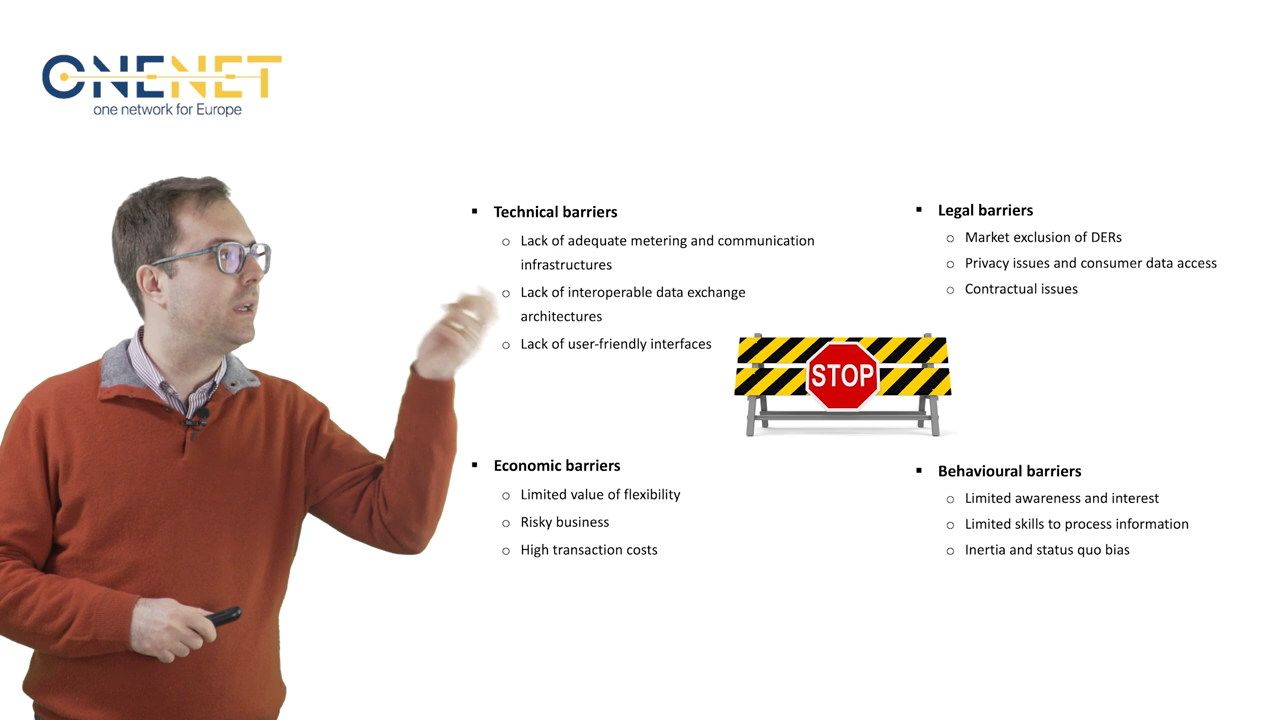 ONENET
one network for Europe
Technical barriers
Lack of adequate metering and communication
infrastructures
Lack of interoperable data exchange
architectures
Lack of user-friendly interfaces
Legal barriers
Market exclusion of DERs
Privacy issues and consumer data access
Contractual issues
STOP
Economic barriers
Limited value of flexibility
Risky business
High transaction costs
Behavioural barriers
Limited awareness and interest
Limited skills to process information
Inertia and status quo bias